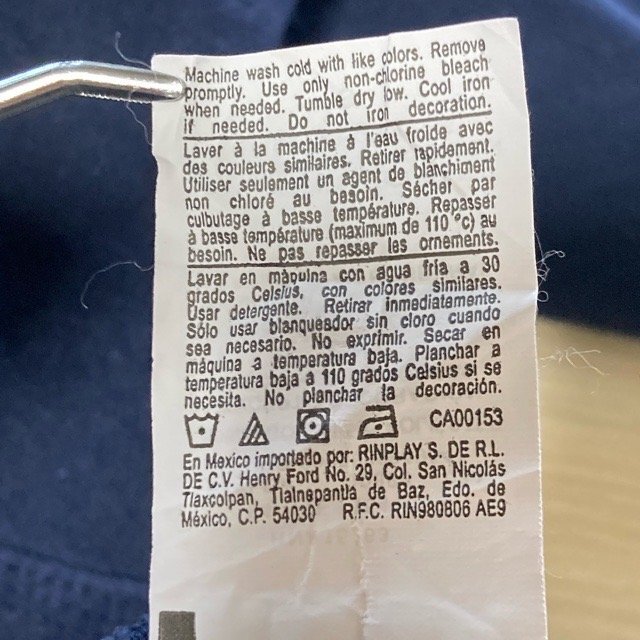 Machine wash cold with like colors. Remove
promptly. Use only non-chlorine bleach
when needed. Tumble dry low. Cool iron
if needed. Do not iron decoration.
Laver à la machine à l'eau froide avec
des couleurs similaires. Retirer rapidement.
Utiliser seulement un agent de blanchiment
non chloré au besoin. Sécher par
culbutage à basse température. Repasser
à basse température (maximum de 110 °c) au
besoin. Ne pas repasser les ornements.
Lavar en máquina con agua fria a 30
grados Celsius, con colores similares.
Usar detergente. Retirar inmediatamente.
Sólo usar blanqueador sin cloro cuando
sea necesario. No exprimir. Secar en
máquina a temperatura baja. Planchar a
temperatura baja a 110 grados Celsius si se
necesita. No planchar la decoración.
CA00153
En Mexico importado por: RINPLAY S. DE R.L.
DE C.V. Henry Ford No. 29, Col. San Nicolás
Tlaxcolpan, Tlalnepantla de Baz, Edo. de
México, C.P. 54030 R.F.C. RIN980806 AE9